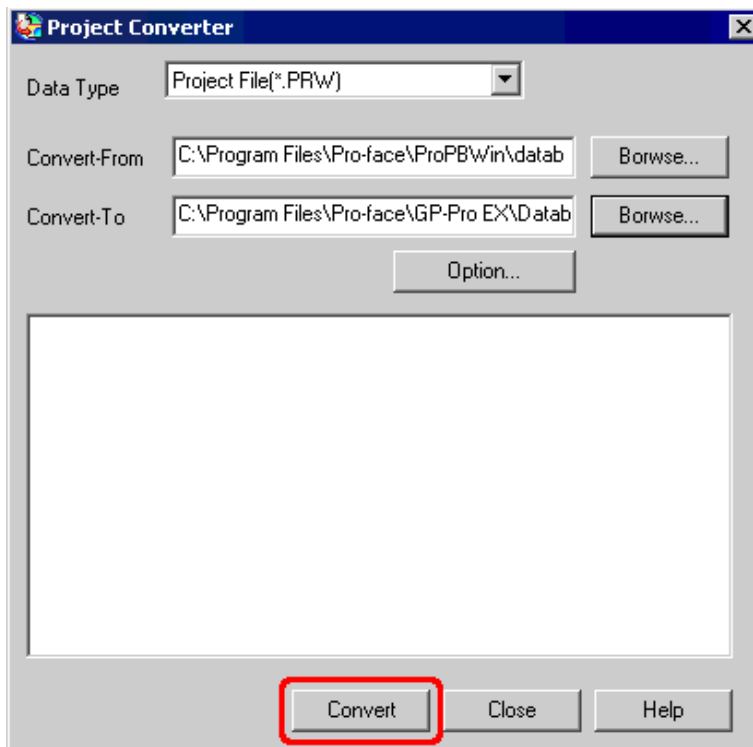 Project Converter
Data Type Project File(*.PRW)
Convert-From C:\Program Files\Pro-face\ProPBWin\datab Borwse...
Convert-To C:\Program Files\Pro-face\GP-Pro EX\Datab Borwse...
Option...
Convert Close Help